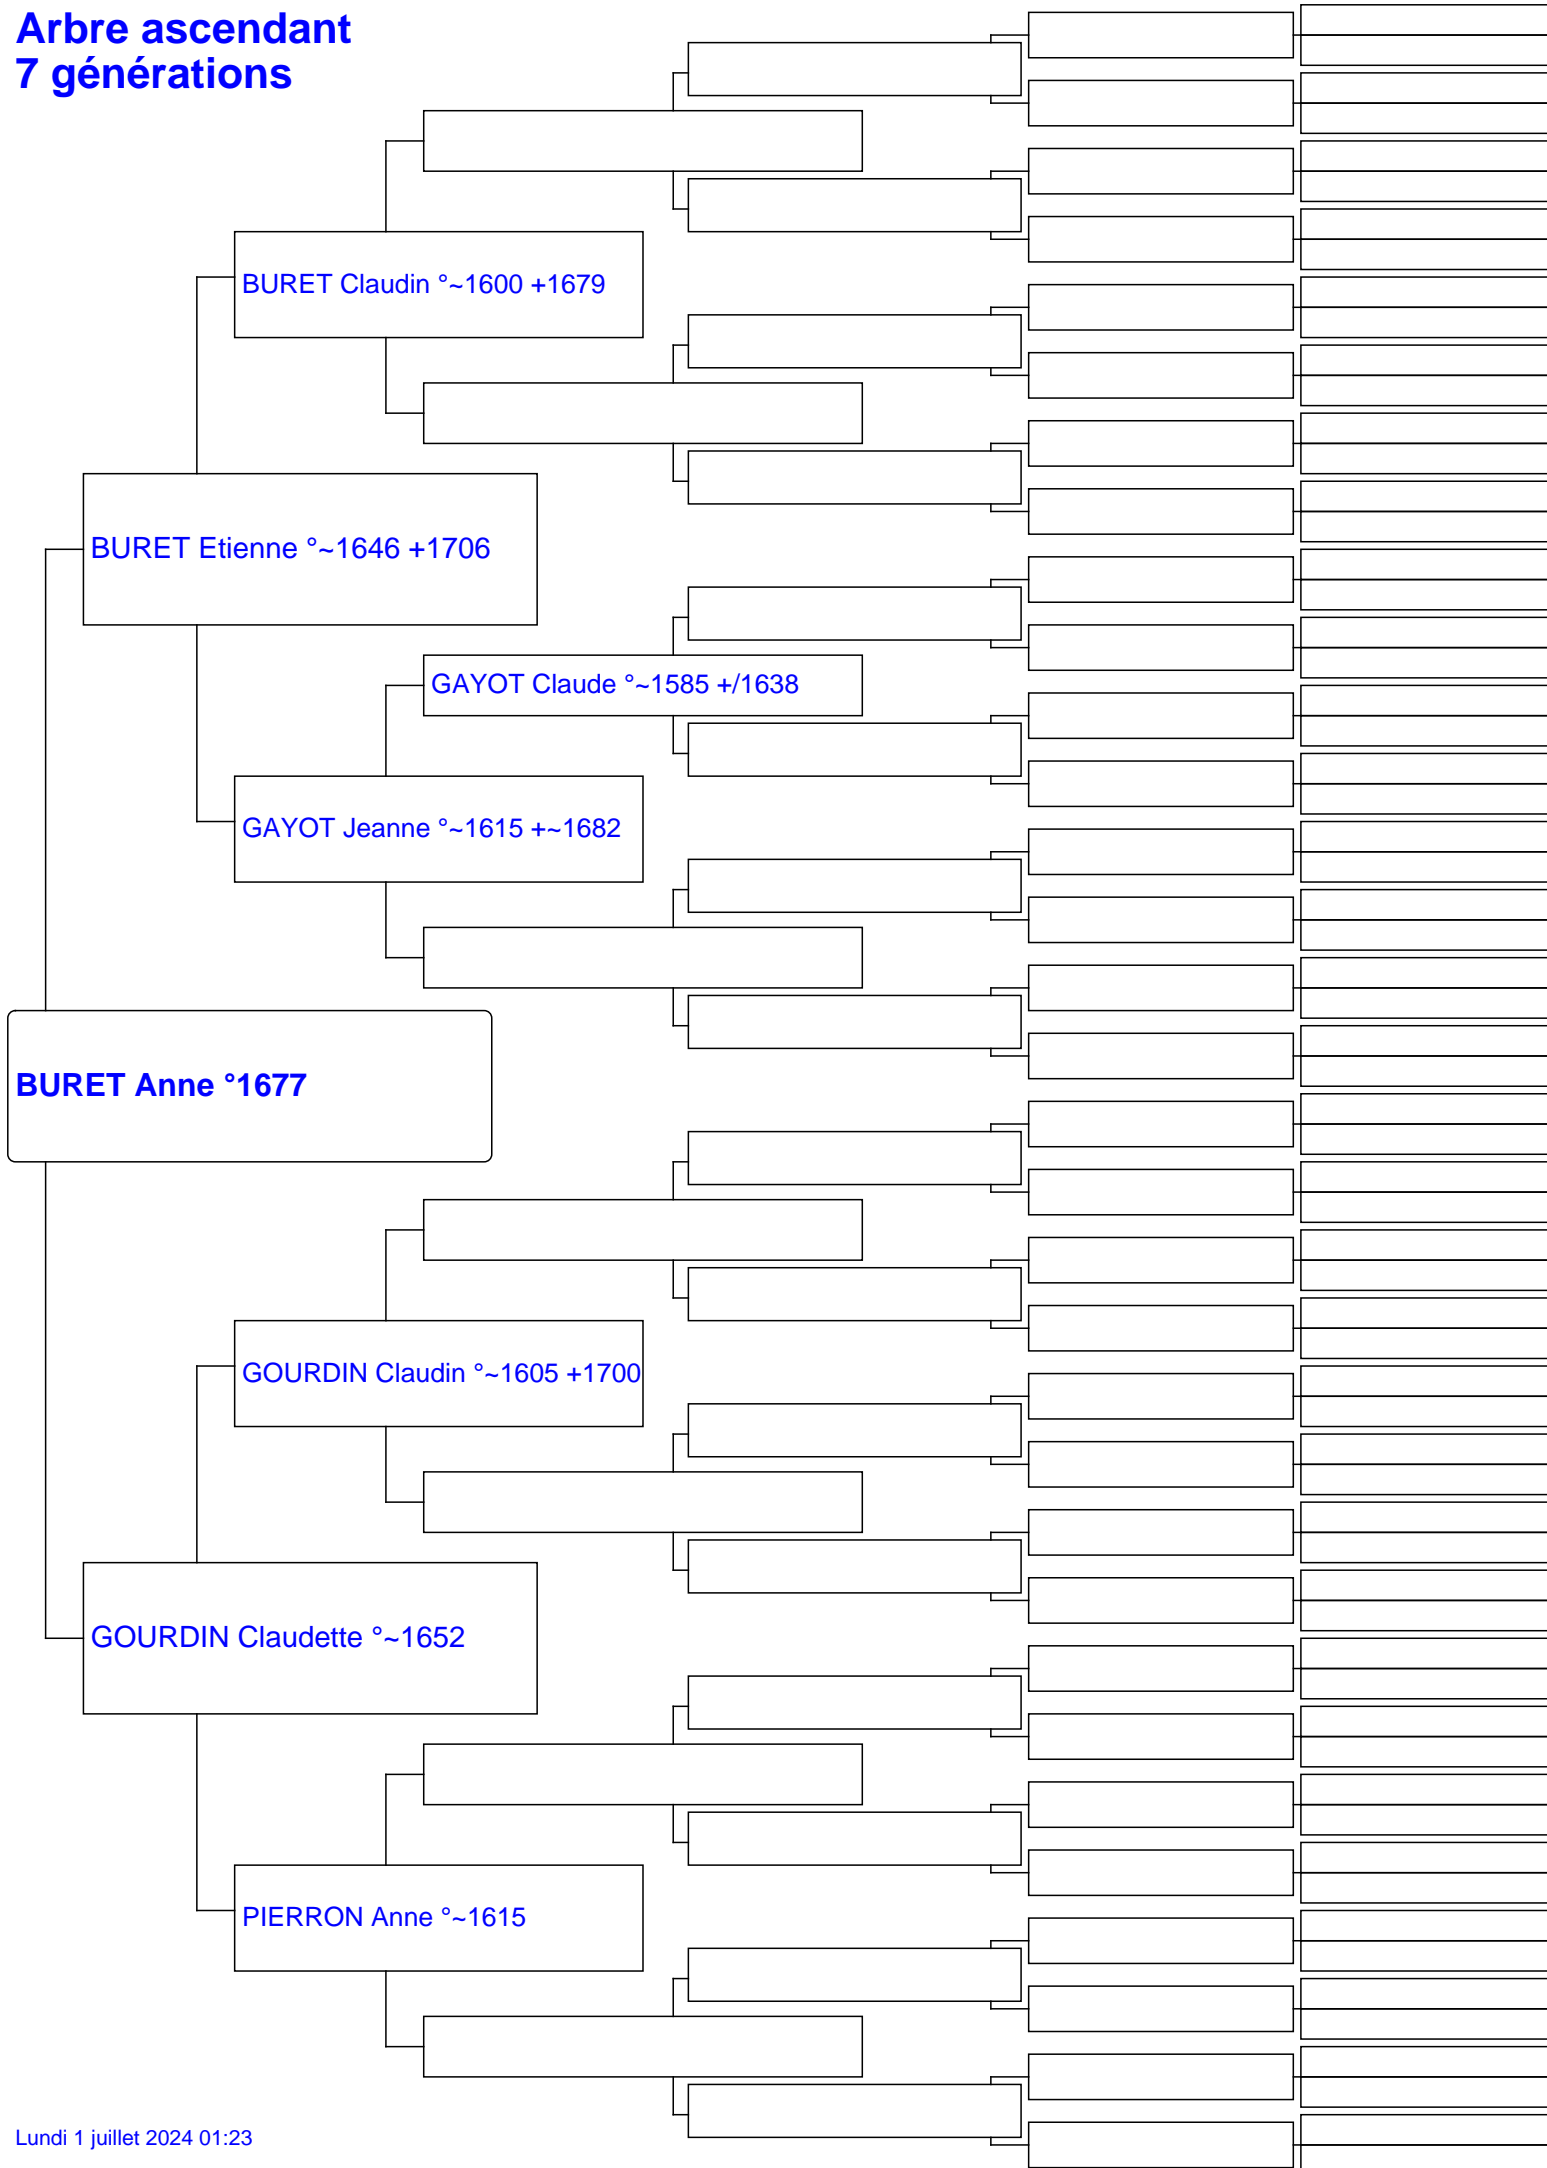 Arbre ascendant
7 générations
BURET Claudin °~1600 +1679
BURET Etienne °~1646 +1706
GAYOT Claude °~1585 +/1638
GAYOT Jeanne °~1615 +~1682
BURET Anne °1677
GOURDIN Claudin °~1605 +1700
GOURDIN Claudette °~1652
PIERRON Anne °~1615
Lundi 1 juillet 2024 01:23